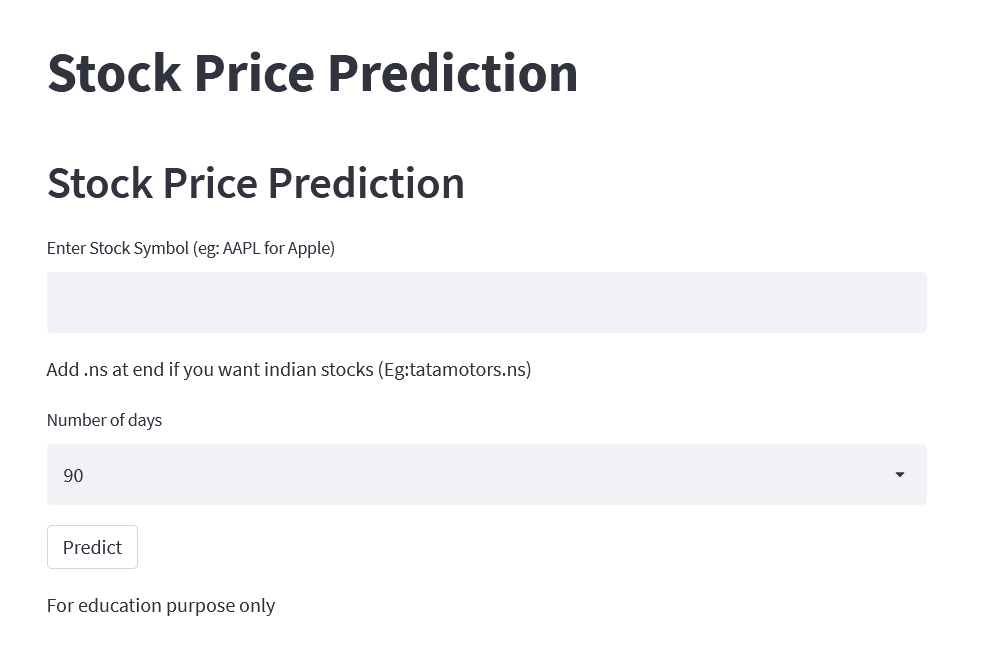 Stock Price Prediction
Stock Price Prediction
Enter Stock Symbol (eg: AAPL for Apple)
Add .ns at end if you want indian stocks (Eg:tatamotors.ns)
Number of days
90
Predict
For education purpose only